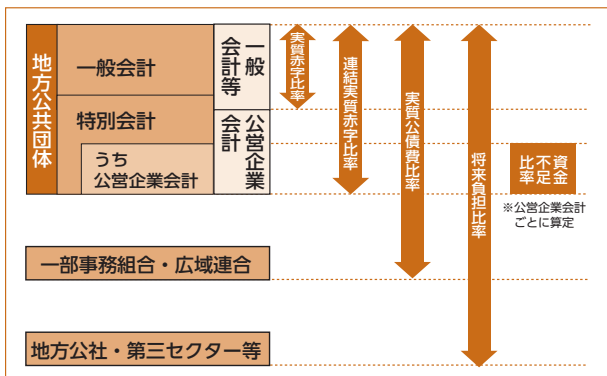 地方公共団体
一般会計
特別会計
うち
公営企業会計
一般
会計等
公営企業
会計
実質赤字比率
連結実質赤字比率
実質公債費比率
将来負担比率
資金
不足
比率
※公営企業会計
ごとに算定
一部事務組合・広域連合
地方公社・第三セクター等